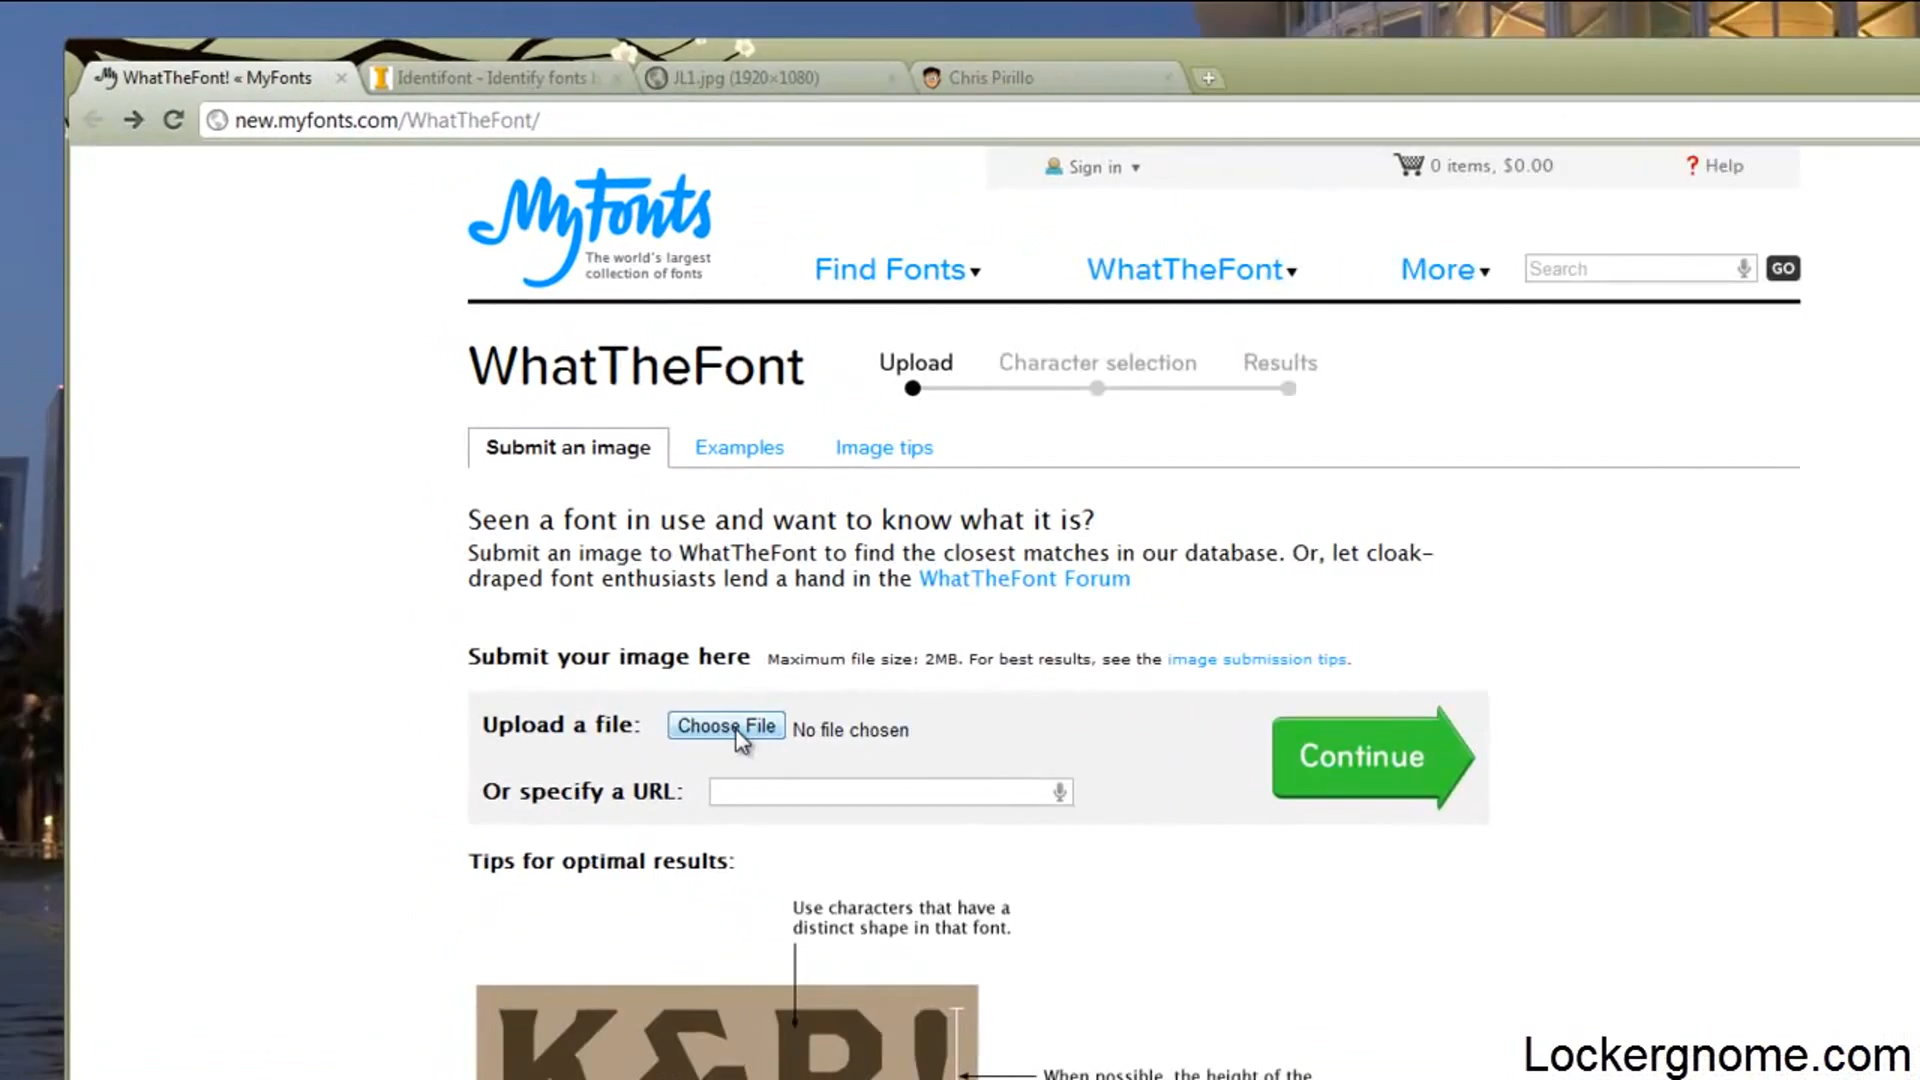 WhatTheFont! « MyFonts
Identifont - Identify fonts
JL1.jpg (1920×1080)
Chris Pirillo
new.myfonts.com/WhatTheFont/
Sign in
0 items, $0.00
? Help
MyFonts
The world's largest
collection of fonts
Find Fonts
WhatTheFont
More
Search
GO
WhatTheFont
Upload
Character selection
Results
Submit an image
Examples
Image tips
Seen a font in use and want to know what it is?
Submit an image to WhatTheFont to find the closest matches in our database. Or, let cloak-
draped font enthusiasts lend a hand in the WhatTheFont Forum
Submit your image here
Maximum file size: 2MB. For best results, see the image submission tips.
Upload a file:
Choose File
No file chosen
Continue
Or specify a URL:
Tips for optimal results:
Use characters that have a
distinct shape in that font.
When possible, the height of the
Lockergnome.com